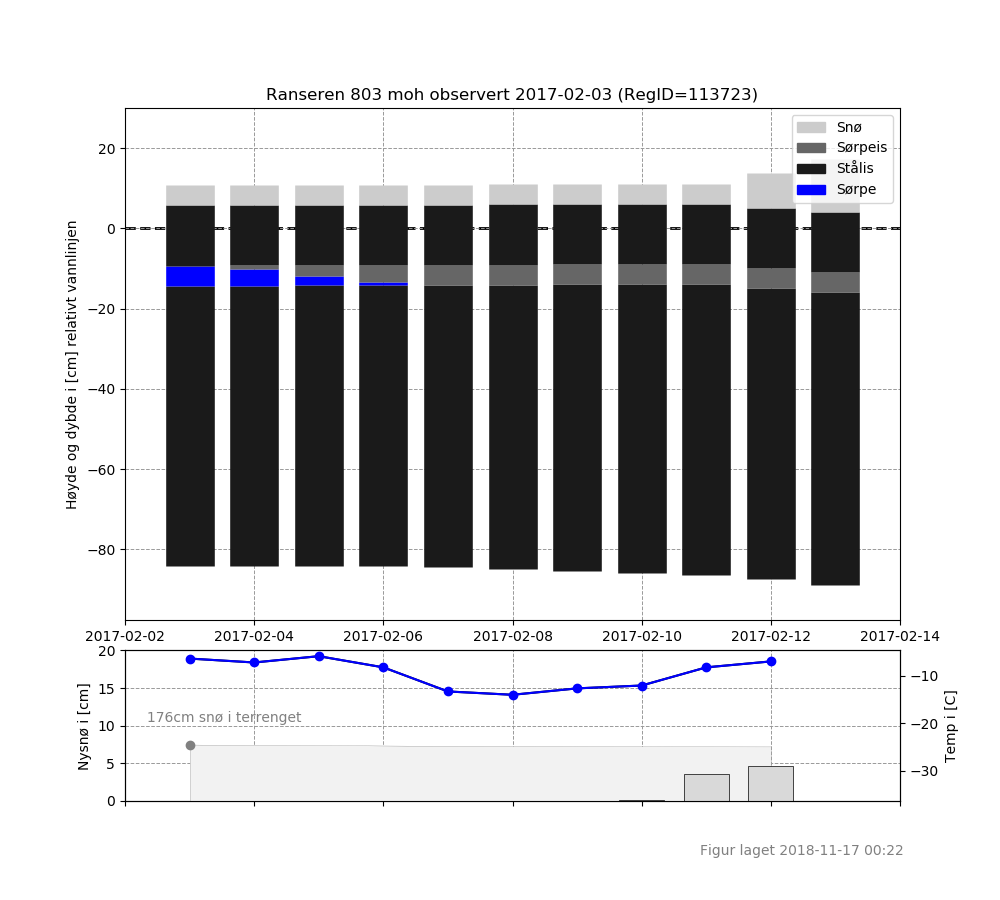 Ranseren 803 moh observert 2017-02-03 (RegID=113723)
Snø
Sørpeis
Stålis
Sørpe
Høyde og dybde i [cm] relativt vannlinjen
20
0
−20
−40
−60
−80
2017-02-02 2017-02-04 2017-02-06 2017-02-08 2017-02-10 2017-02-12 2017-02-14
Nysnø i [cm]
20
15
10
5
0
176cm snø i terrenget
−10
−20
−30
Temp i [C]
Figur laget 2018-11-17 00:22